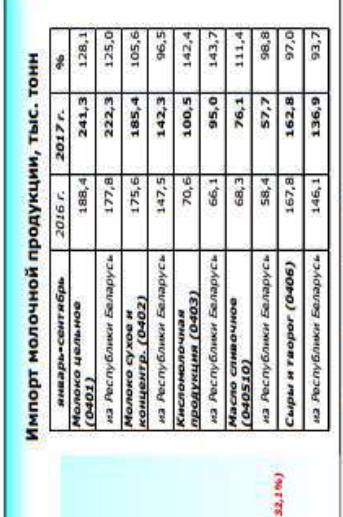 Импорт молочной продукции, тыс. тонн
январь-сентябрь 2016 г. 2017 г. %
Молоко цельное
(0401) 188,4 241,3 128,1
из Республики Беларусь 177,8 222,3 125,0
Молоко сухое и
концентр. (0402) 175,6 185,4 105,6
из Республики Беларусь 147,5 142,3 96,5
Кисломолочная
продукция (0403) 70,6 100,5 142,4
из Республики Беларусь 66,1 95,0 143,7
Масло сливочное
(040510) 68,3 76,1 111,4
из Республики Беларусь 58,4 57,7 98,8
Сыры и творог (0406) 167,8 162,8 97,0
из Республики Беларусь 146,1 136,9 93,7
32,1%)